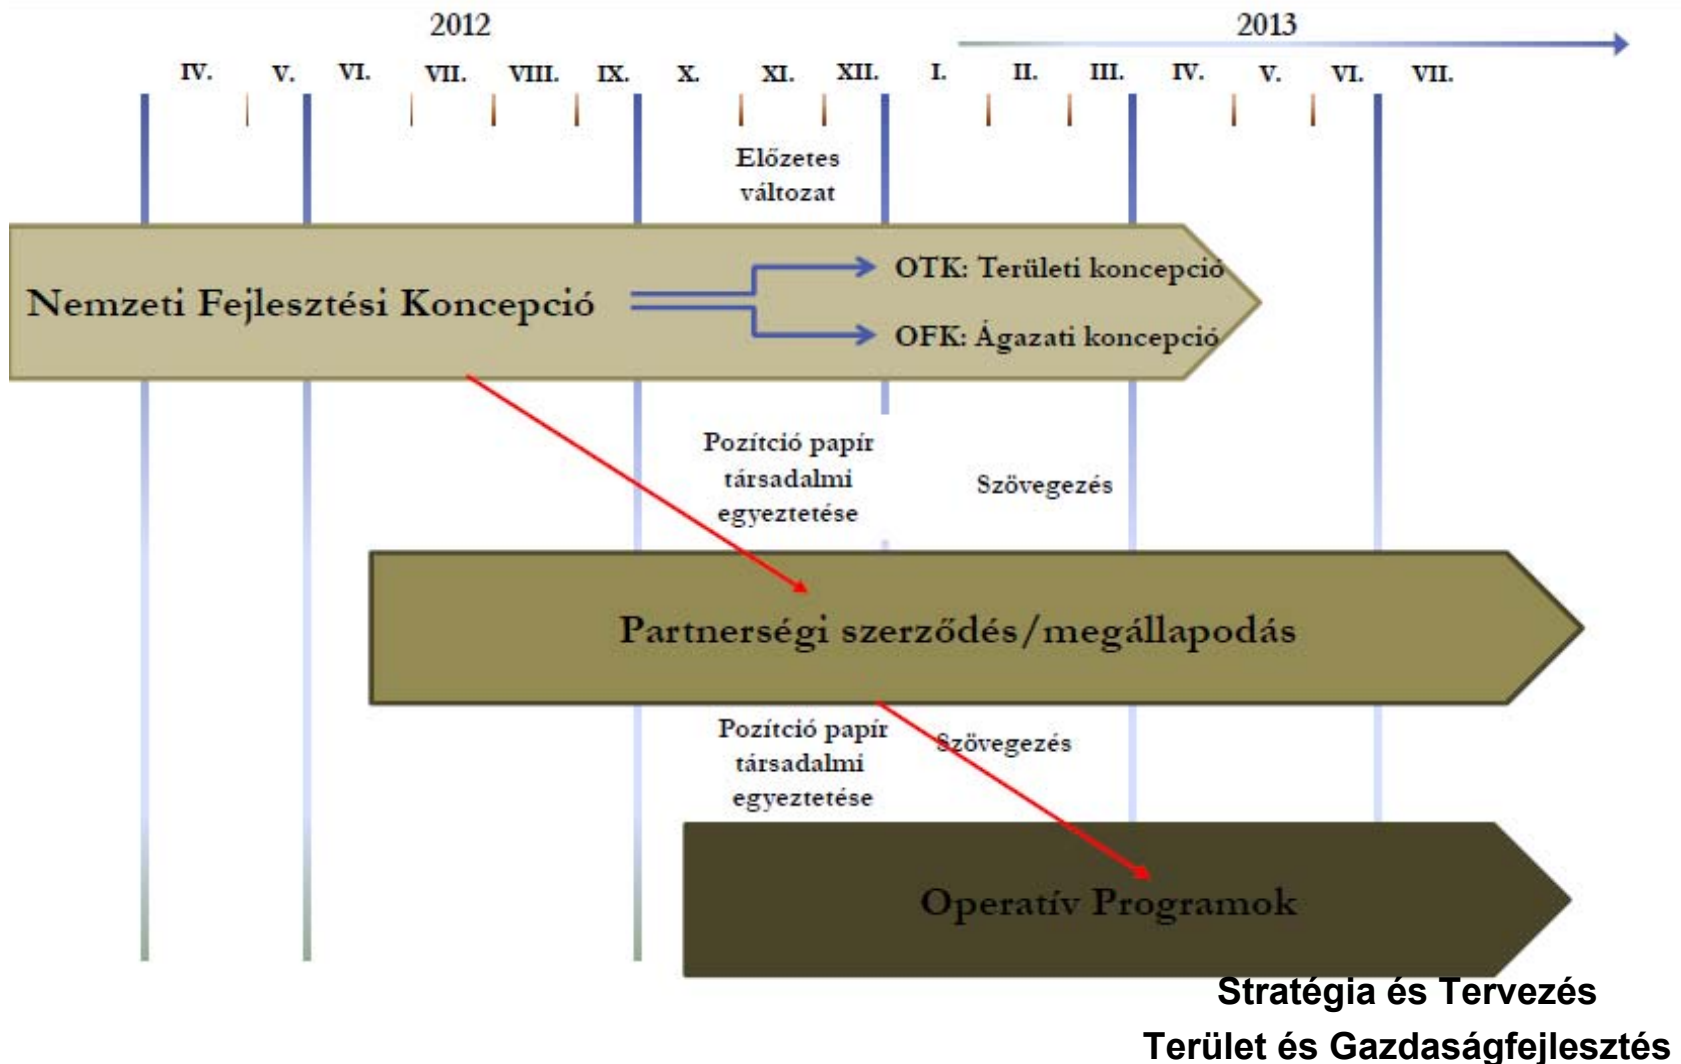 2012 2013
IV. V. VI. VII. VIII. IX. X. XI. XII. I. II. III. IV. V. VI. VII.
Előzetes
változat
OTK: Területi koncepció
Nemzeti Fejlesztési Koncepció
OFK: Ágazati koncepció
Pozítció papír
társadalmi
egyeztetése
Szövegezés
Partnerségi szerződés/megállapodás
Pozítció papír
társadalmi
egyeztetése
Szövegezés
Operatív Programok
Stratégia és Tervezés
Terület és Gazdaságfejlesztés